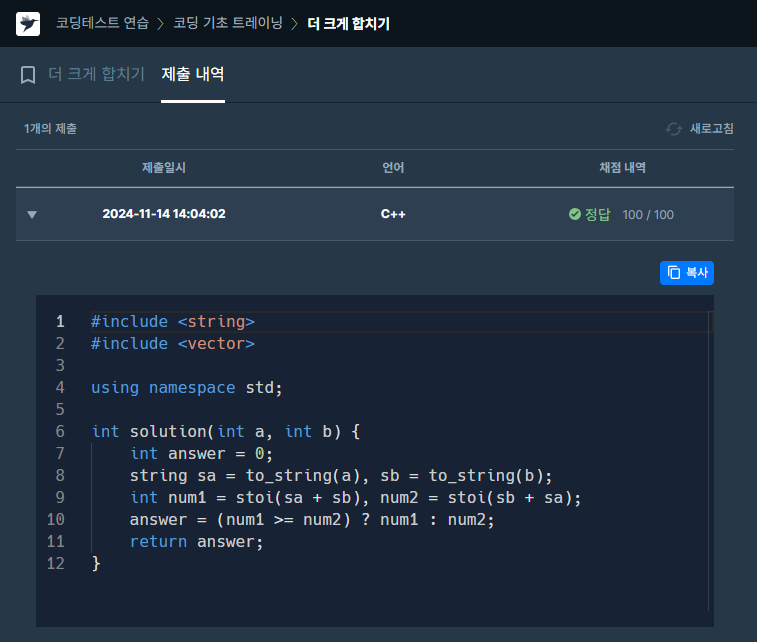 코딩테스트 연습 > 코딩 기초 트레이닝 > 더 크게 합치기
더 크게 합치기 제출 내역
1개의 제출 새로고침
제출일시 언어 채점 내역
▼ 2024-11-14 14:04:02 C++ 정답 100 / 100
복사
1 #include <string>
2 #include <vector>
3
4 using namespace std;
5
6 int solution(int a, int b) {
7     int answer = 0;
8     string sa = to_string(a), sb = to_string(b);
9     int num1 = stoi(sa + sb), num2 = stoi(sb + sa);
10     answer = (num1 >= num2) ? num1 : num2;
11     return answer;
12 }